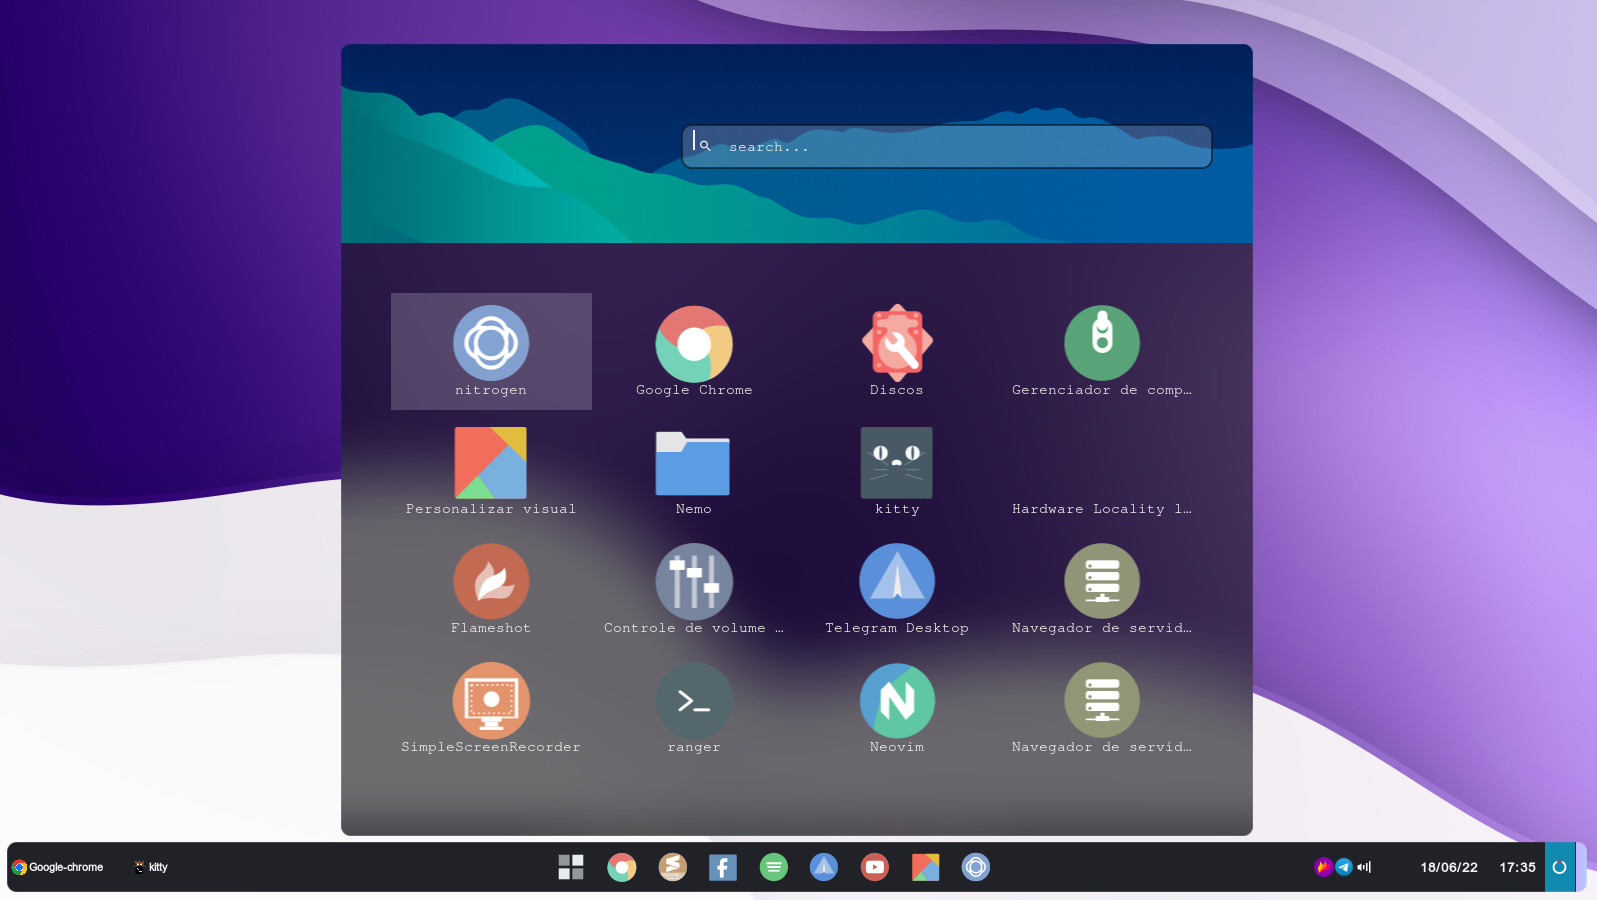 search...
nitrogen
Google Chrome
Discos
Gerenciador de comp…
Personalizar visual
Nemo
kitty
Hardware Locality l…
Flameshot
Controle de volume …
Telegram Desktop
Navegador de servid…
SimpleScreenRecorder
ranger
Neovim
Navegador de servid…
Google-chrome
kitty
18/06/22
17:35